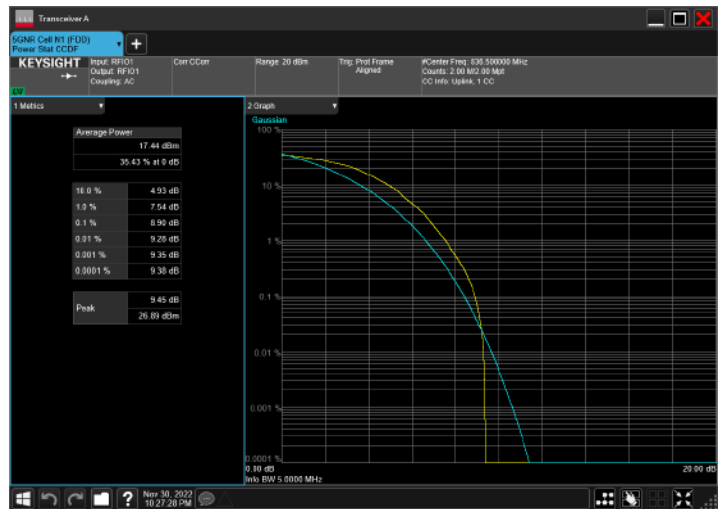 Transceiver A
5GNR Cell N1 (FDD)
Power Stat CCDF
KEYSIGHT
Input: RFIO1
Output: RFIO1
Coupling: AC
Corr CCorr
Range: 20 dBm
Trig: Prot Frame
Aligned
#Center Freq: 836.500000 MHz
Counts: 2.00 M/2.00 Mpt
CC Info: Uplink, 1 CC
1 Metrics
Average Power
17.44 dBm
35.43 % at 0 dB
10.0 % 4.93 dB
1.0 % 7.54 dB
0.1 % 8.90 dB
0.01 % 9.28 dB
0.001 % 9.35 dB
0.0001 % 9.38 dB
Peak
9.45 dB
26.89 dBm
2 Graph
Gaussian
100 %
10 %
1 %
0.1 %
0.01 %
0.001 %
0.0001 %
0.00 dB
20.00 dB
Info BW 5.0000 MHz
?
Nov 30, 2022
10:27:28 PM